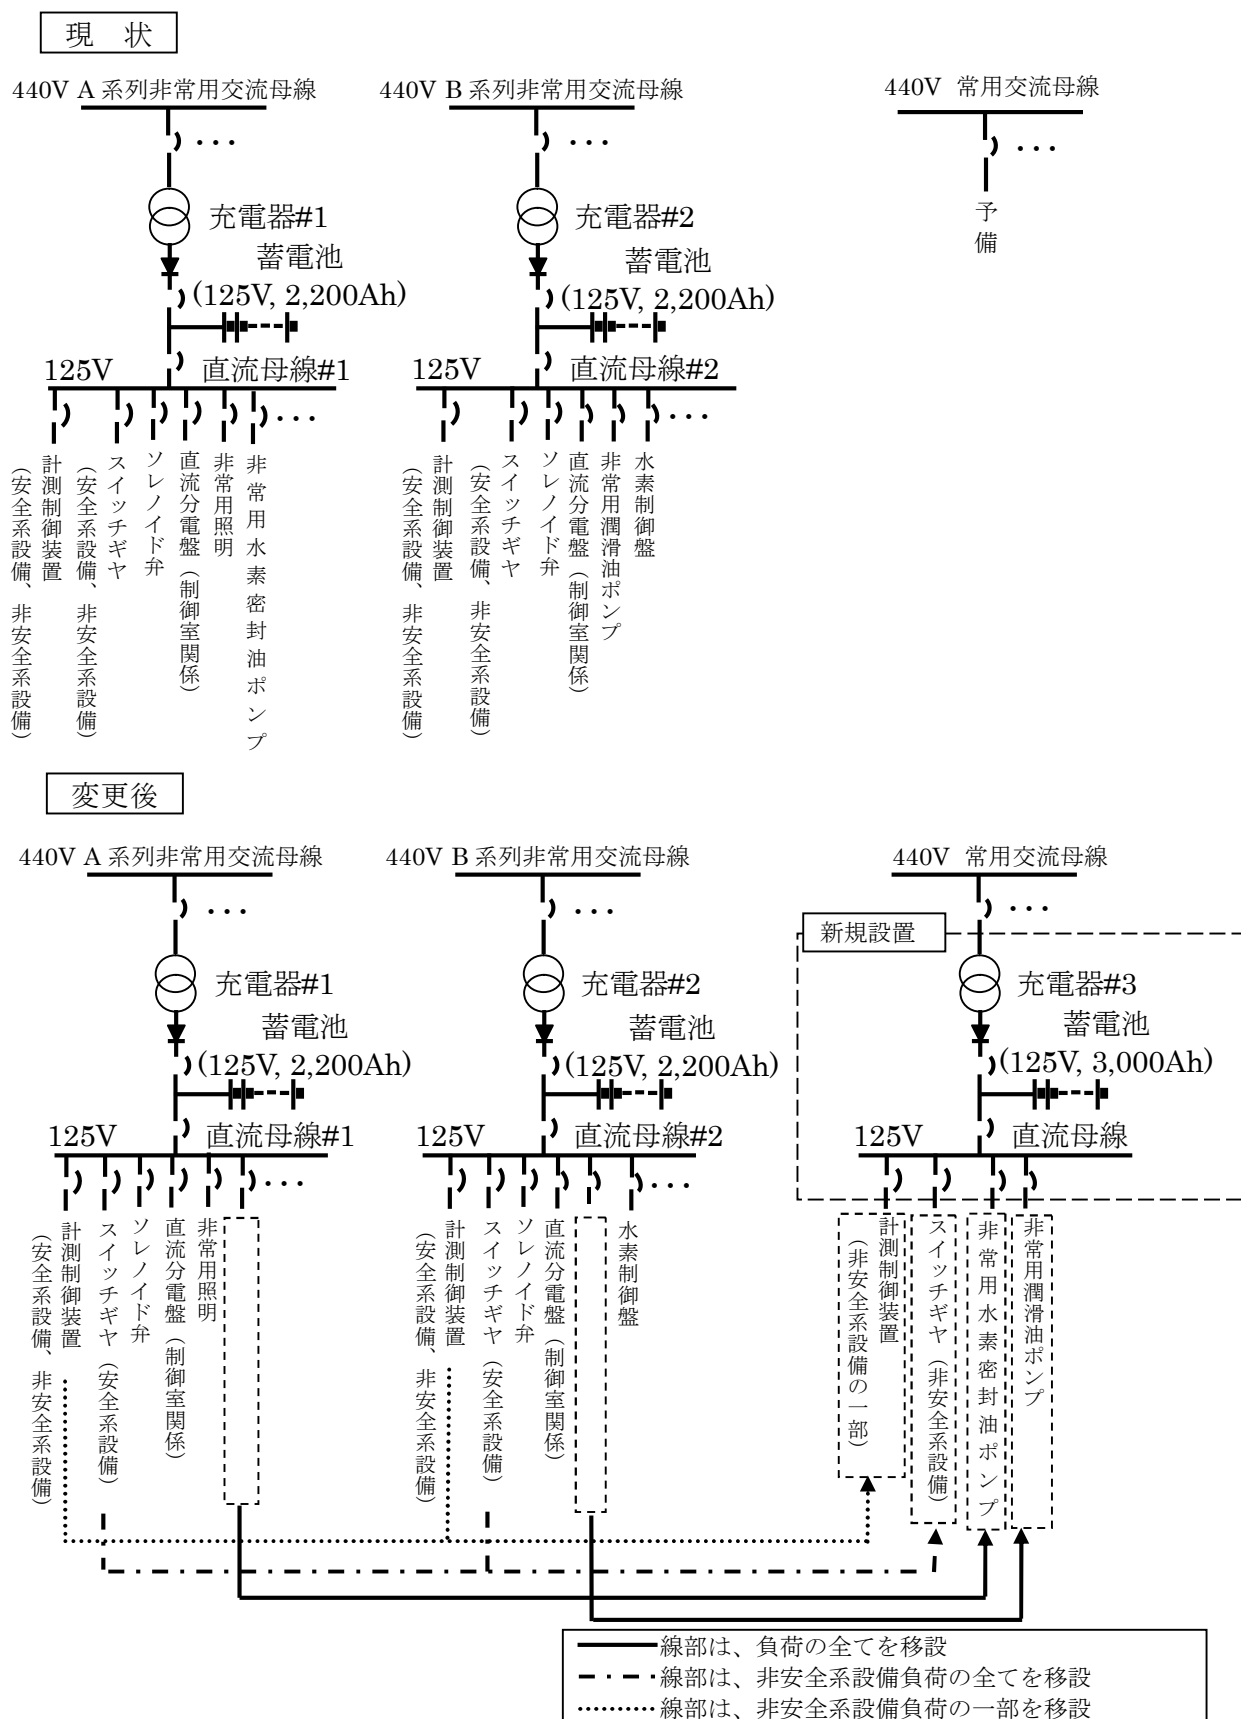 現 状
440V A 系列非常用交流母線
440V B 系列非常用交流母線
440V 常用交流母線
・・・
・・・
・・・
充電器#1
充電器#2
予備
蓄電池
(125V, 2,200Ah)
蓄電池
(125V, 2,200Ah)
125V 直流母線#1
125V 直流母線#2
・・・
・・・
計測制御装置
(安全系設備、非安全系設備)
スイッチギヤ
(安全系設備、非安全系設備)
ソレノイド弁
直流分電盤(制御室関係)
非常用照明
非常用水素密封油ポンプ
計測制御装置
(安全系設備、非安全系設備)
スイッチギヤ
(安全系設備、非安全系設備)
ソレノイド弁
直流分電盤(制御室関係)
非常用潤滑油ポンプ
水素制御盤
変更後
440V A 系列非常用交流母線
440V B 系列非常用交流母線
440V 常用交流母線
・・・
・・・
・・・
新規設置
充電器#1
充電器#2
充電器#3
蓄電池
(125V, 2,200Ah)
蓄電池
(125V, 2,200Ah)
蓄電池
(125V, 3,000Ah)
125V 直流母線#1
125V 直流母線#2
125V 直流母線
・・・
・・・
計測制御装置
(安全系設備、非安全系設備)
スイッチギヤ(安全系設備)
ソレノイド弁
直流分電盤(制御室関係)
非常用照明
計測制御装置
(安全系設備、非安全系設備)
スイッチギヤ(安全系設備)
ソレノイド弁
直流分電盤(制御室関係)
水素制御盤
計測制御装置
(非安全系設備の一部)
スイッチギヤ(非安全系設備)
非常用水素密封油ポンプ
非常用潤滑油ポンプ
線部は、負荷の全てを移設
線部は、非安全系設備負荷の全てを移設
線部は、非安全系設備負荷の一部を移設